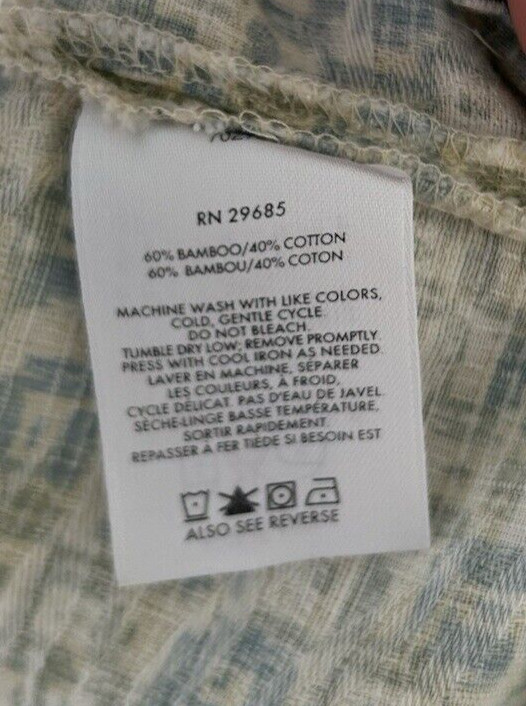 RN 29685
60% BAMBOO/40% COTTON
60% BAMBOU/40% COTON
MACHINE WASH WITH LIKE COLORS,
COLD, GENTLE CYCLE.
DO NOT BLEACH.
TUMBLE DRY LOW; REMOVE PROMPTLY.
PRESS WITH COOL IRON AS NEEDED.
LAVER EN MACHINE, SÉPARER
LES COULEURS, À FROID,
CYCLE DÉLICAT. PAS D'EAU DE JAVEL.
SÈCHE-LINGE BASSE TEMPÉRATURE,
SORTIR RAPIDEMENT.
REPASSER À FER TIÈDE SI BESOIN EST
ALSO SEE REVERSE